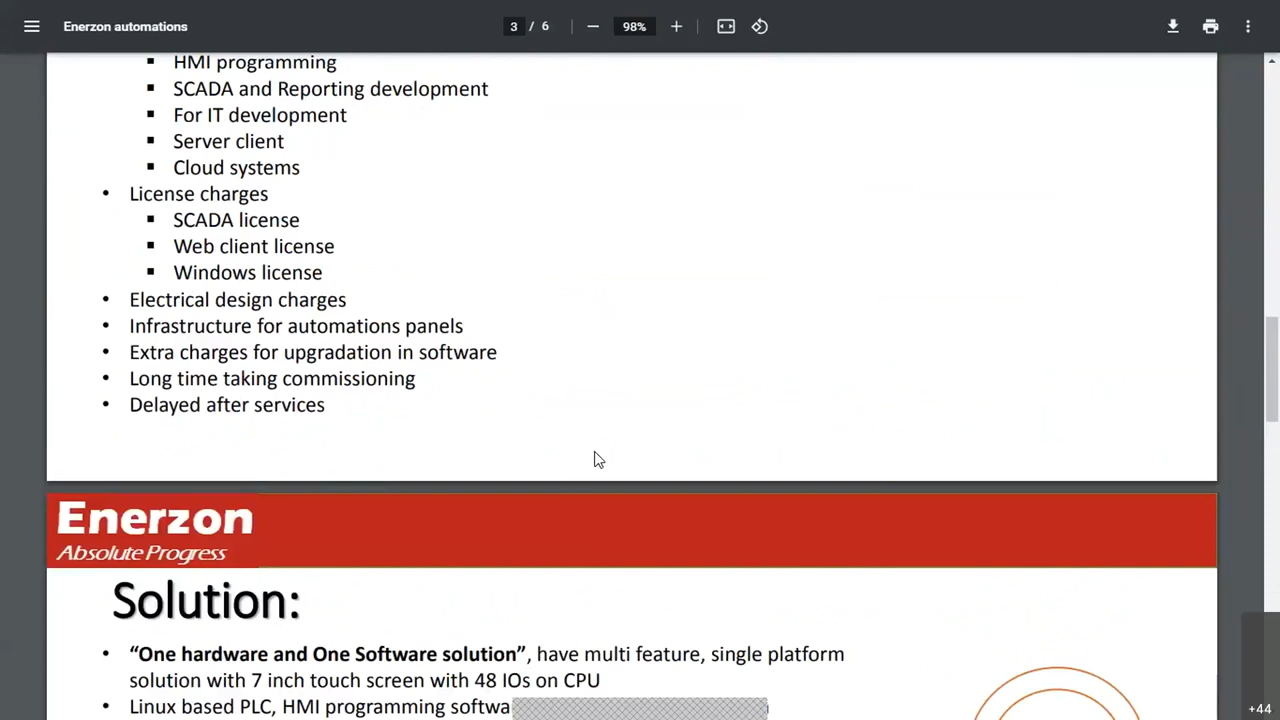 Enerzon automations
3 / 6
98%
HMI programming
SCADA and Reporting development
For IT development
Server client
Cloud systems
License charges
SCADA license
Web client license
Windows license
Electrical design charges
Infrastructure for automations panels
Extra charges for upgradation in software
Long time taking commissioning
Delayed after services
Enerzon
Absolute Progress
Solution:
“One hardware and One Software solution”, have multi feature, single platform
solution with 7 inch touch screen with 48 IOs on CPU
Linux based PLC, HMI programming
+44